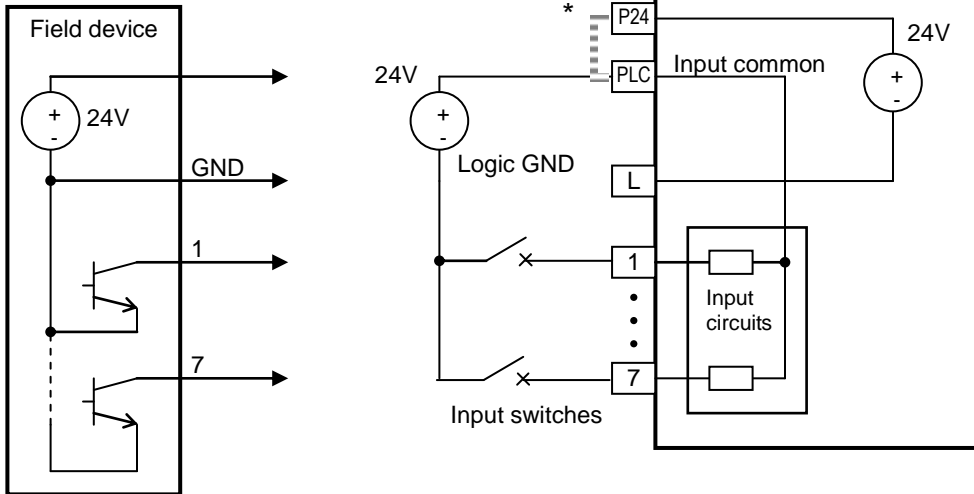 Field device
+
-
24V
GND
1
7
*
24V
+
-
Logic GND
Input switches
P24
PLC
L
1
7
Input common
24V
+
-
Input
circuits